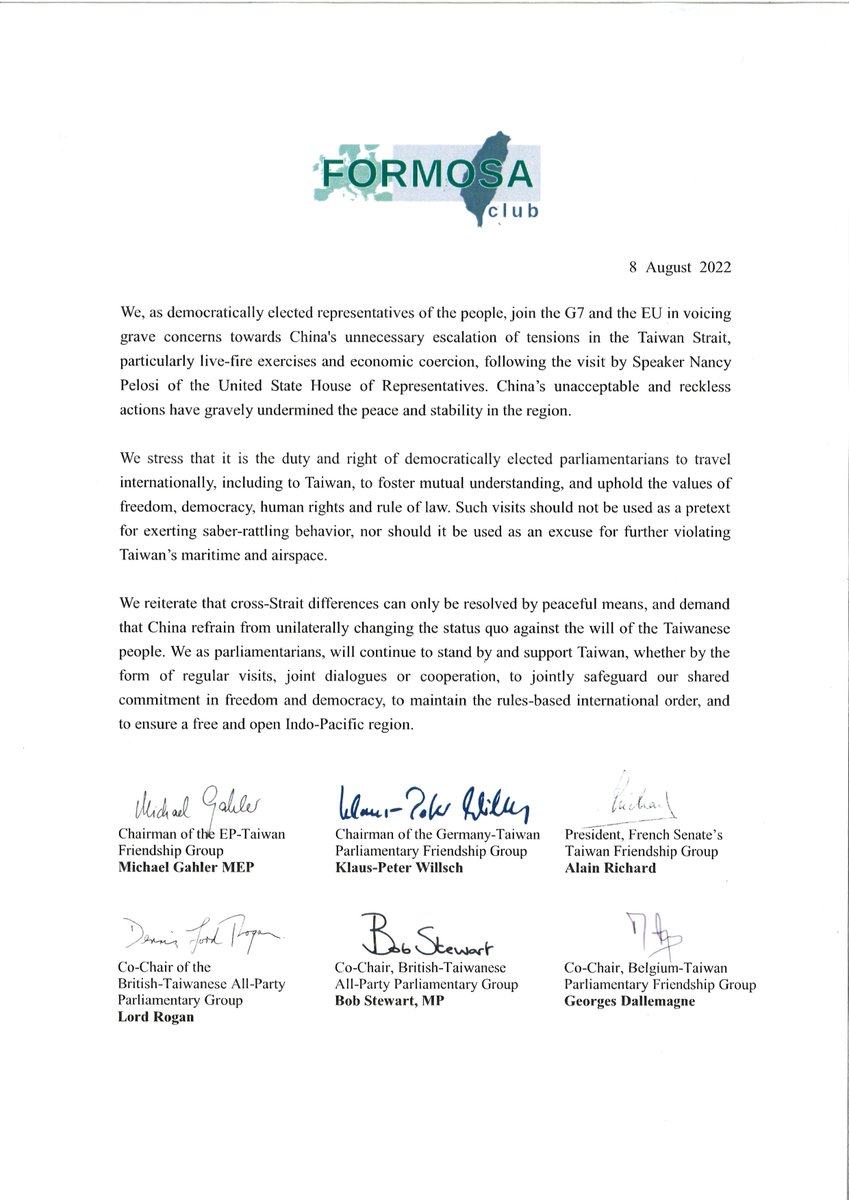 FORMOSA
club
8 August 2022
We, as democratically elected representatives of the people, join the G7 and the EU in voicing
grave concerns towards China's unnecessary escalation of tensions in the Taiwan Strait,
particularly live-fire exercises and economic coercion, following the visit by Speaker Nancy
Pelosi of the United State House of Representatives. China’s unacceptable and reckless
actions have gravely undermined the peace and stability in the region.
We stress that it is the duty and right of democratically elected parliamentarians to travel
internationally, including to Taiwan, to foster mutual understanding, and uphold the values of
freedom, democracy, human rights and rule of law. Such visits should not be used as a pretext
for exerting saber-rattling behavior, nor should it be used as an excuse for further violating
Taiwan’s maritime and airspace.
We reiterate that cross-Strait differences can only be resolved by peaceful means, and demand
that China refrain from unilaterally changing the status quo against the will of the Taiwanese
people. We as parliamentarians, will continue to stand by and support Taiwan, whether by the
form of regular visits, joint dialogues or cooperation, to jointly safeguard our shared
commitment in freedom and democracy, to maintain the rules-based international order, and
to ensure a free and open Indo-Pacific region.
Michael Gahler
Chairman of the EP-Taiwan
Friendship Group
Michael Gahler MEP
Klaus-Peter Willsch
Chairman of the Germany-Taiwan
Parliamentary Friendship Group
Klaus-Peter Willsch
Richard
President, French Senate’s
Taiwan Friendship Group
Alain Richard
Dennis Lord Rogan
Co-Chair of the
British-Taiwanese All-Party
Parliamentary Group
Lord Rogan
Bob Stewart
Co-Chair, British-Taiwanese
All-Party Parliamentary Group
Bob Stewart, MP
Co-Chair, Belgium-Taiwan
Parliamentary Friendship Group
Georges Dallemagne